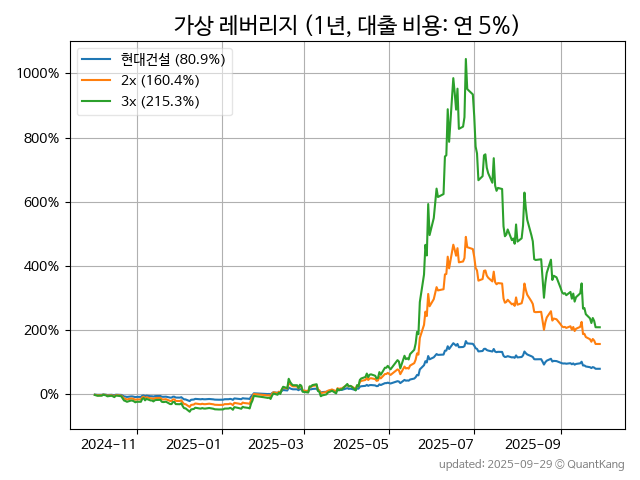 가상 레버리지 (1년, 대출 비용: 연 5%)
현대건설 (80.9%)
2x (160.4%)
3x (215.3%)
1000%
800%
600%
400%
200%
0%
2024-11 2025-01 2025-03 2025-05 2025-07 2025-09
updated: 2025-09-29 © QuantKang